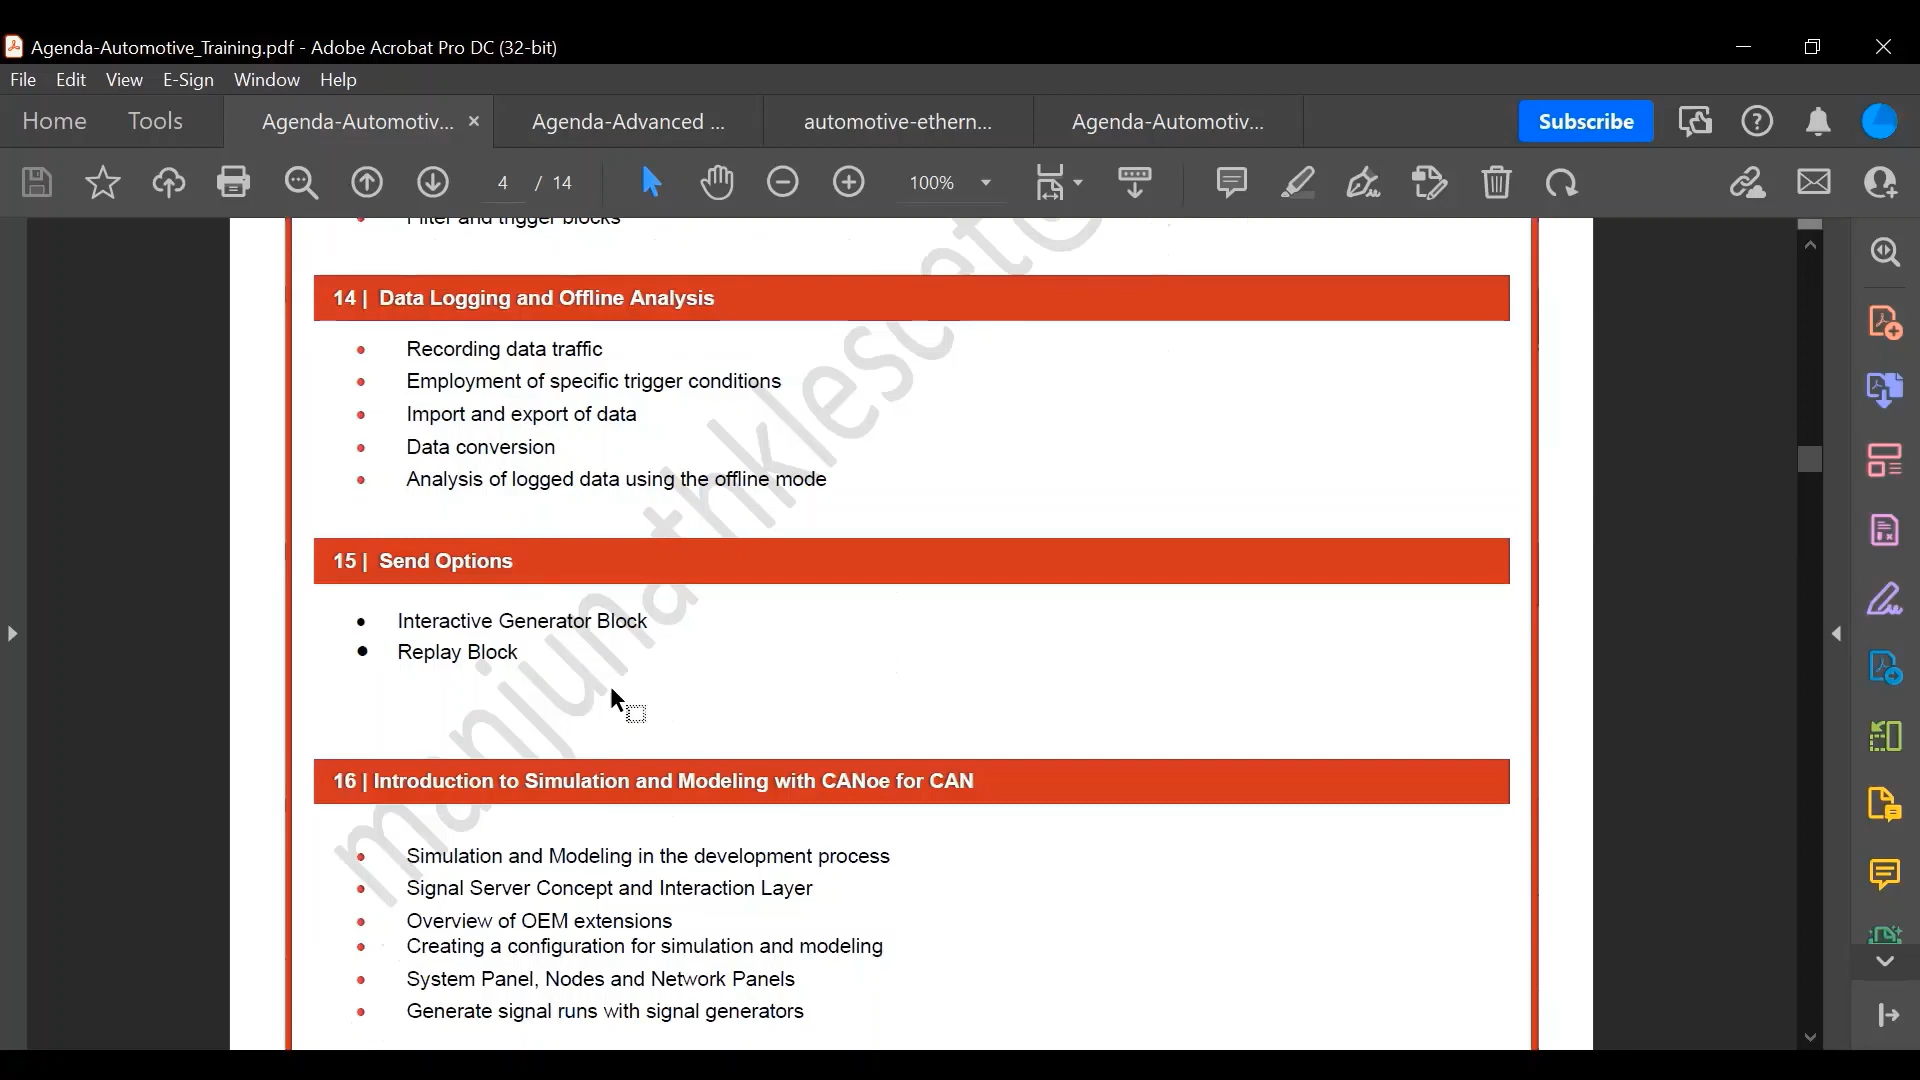 Agenda-Automotive_Training.pdf - Adobe Acrobat Pro DC (32-bit)
File Edit View E-Sign Window Help
Home Tools Agenda-Automotiv... Agenda-Advanced ... automotive-ethern... Agenda-Automotiv... Subscribe
4 / 14 100%
Filter and trigger blocks
14 | Data Logging and Offline Analysis
Recording data traffic
Employment of specific trigger conditions
Import and export of data
Data conversion
Analysis of logged data using the offline mode
15 | Send Options
Interactive Generator Block
Replay Block
16 | Introduction to Simulation and Modeling with CANoe for CAN
Simulation and Modeling in the development process
Signal Server Concept and Interaction Layer
Overview of OEM extensions
Creating a configuration for simulation and modeling
System Panel, Nodes and Network Panels
Generate signal runs with signal generators
manjunathklescet@